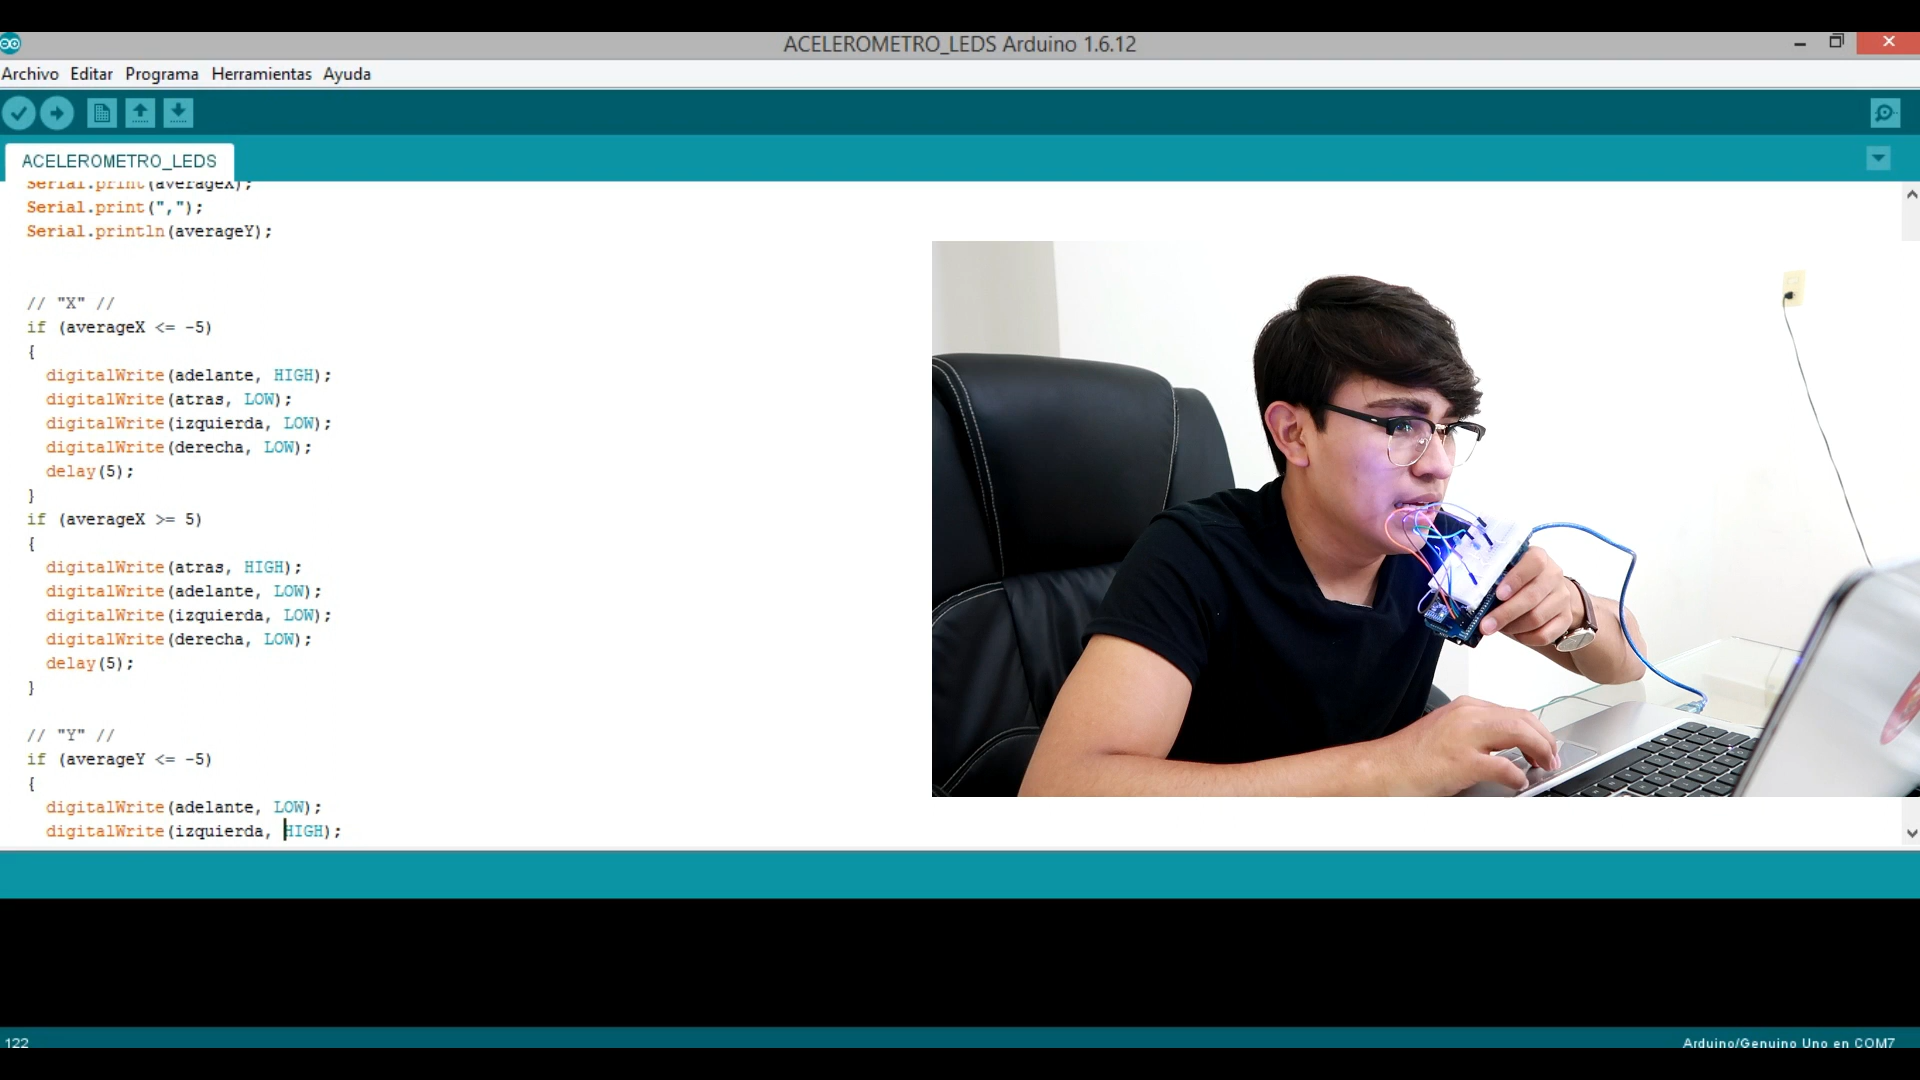 ACELEROMETRO_LEDS Arduino 1.6.12
Archivo Editar Programa Herramientas Ayuda
ACELEROMETRO_LEDS
Serial.print(averageX);
Serial.print(",");
Serial.println(averageY);
// "X" //
if (averageX <= -5)
{
digitalWrite(adelante, HIGH);
digitalWrite(atras, LOW);
digitalWrite(izquierda, LOW);
digitalWrite(derecha, LOW);
delay(5);
}
if (averageX >= 5)
{
digitalWrite(atras, HIGH);
digitalWrite(adelante, LOW);
digitalWrite(izquierda, LOW);
digitalWrite(derecha, LOW);
delay(5);
}
// "Y" //
if (averageY <= -5)
{
digitalWrite(adelante, LOW);
digitalWrite(izquierda, HIGH);
122
Arduino/Genuino Uno en COM7